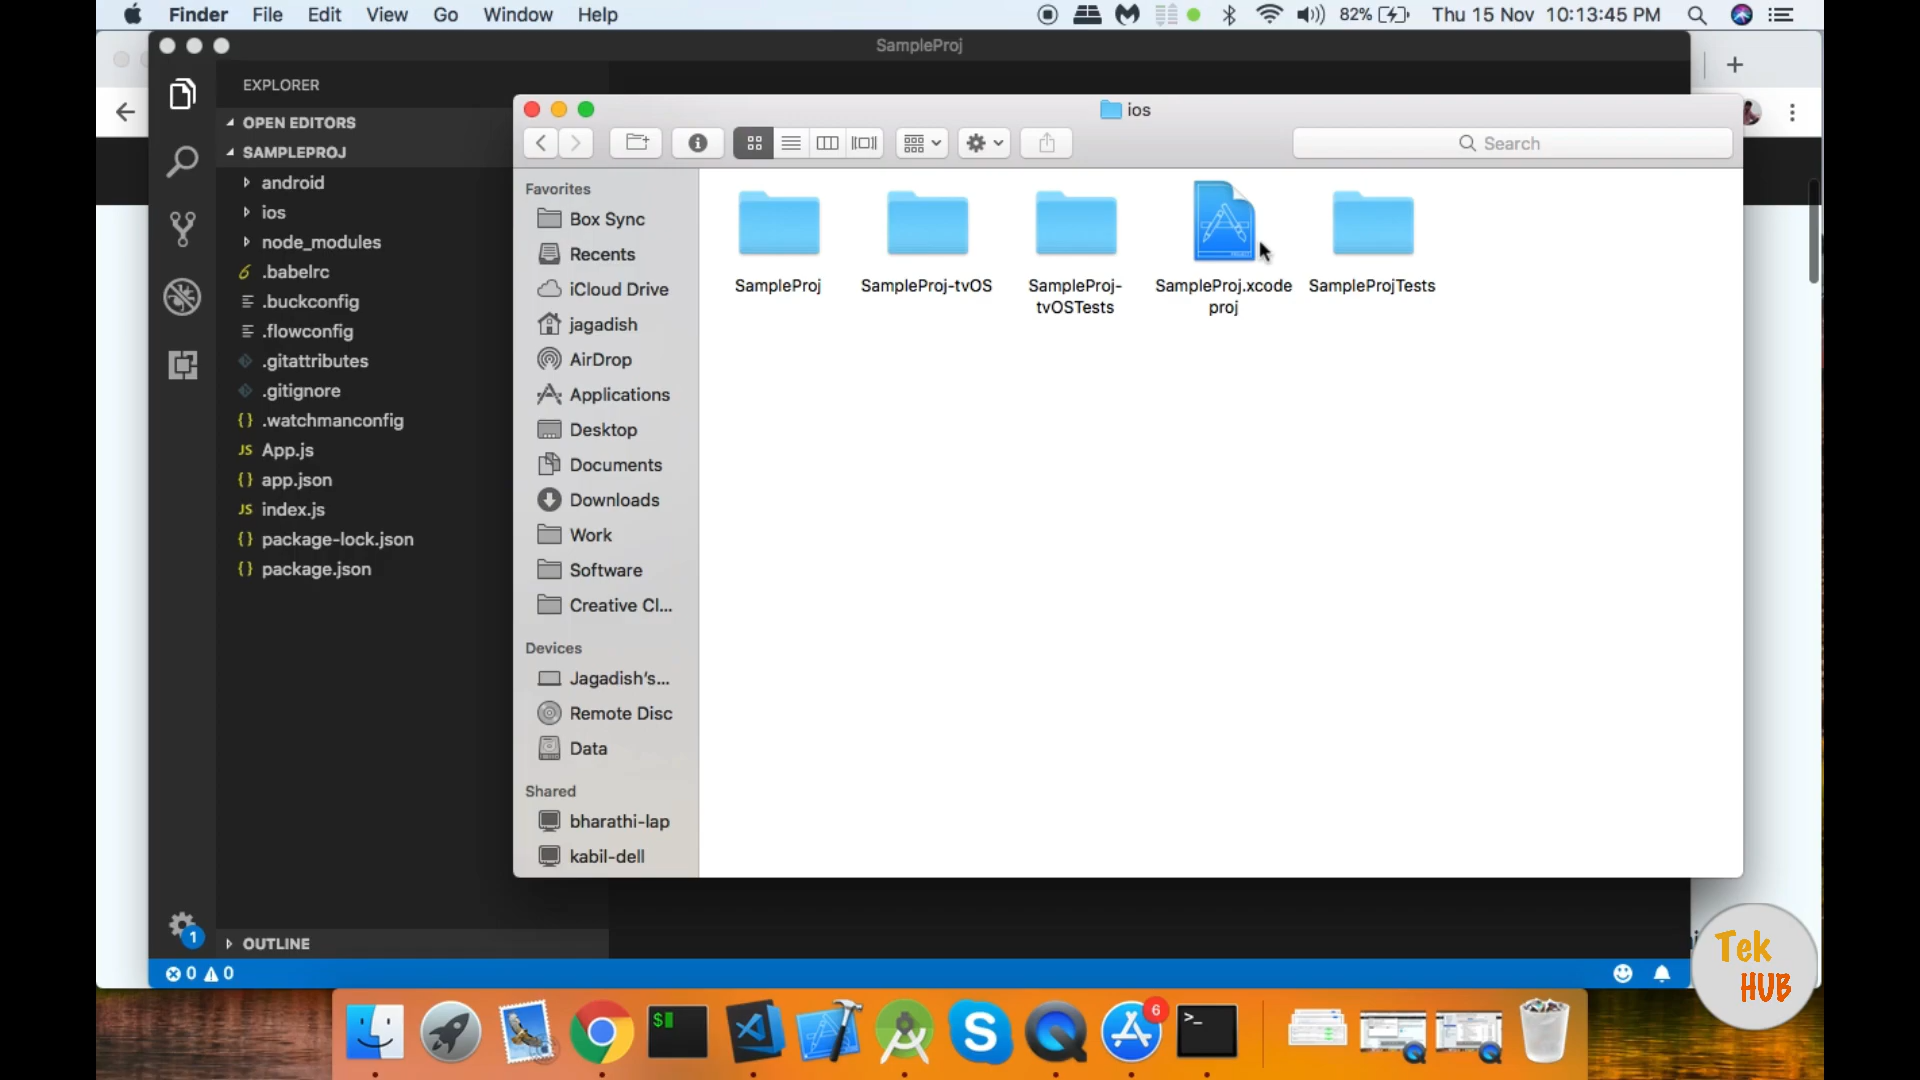 Finder File Edit View Go Window Help 82% Thu 15 Nov 10:13:45 PM
SampleProj
EXPLORER
OPEN EDITORS
SAMPLEPROJ
android
ios
node_modules
.babelrc
.buckconfig
.flowconfig
.gitattributes
.gitignore
.watchmanconfig
App.js
app.json
index.js
package-lock.json
package.json
OUTLINE
0 0
1
ios
Search
Favorites
Box Sync
Recents
iCloud Drive
jagadish
AirDrop
Applications
Desktop
Documents
Downloads
Work
Software
Creative Cl...
Devices
Jagadish's...
Remote Disc
Data
Shared
bharathi-lap
kabil-dell
SampleProj
SampleProj-tvOS
SampleProj-
tvOSTests
SampleProj.xcode
proj
SampleProjTests
Tek
HUB
6